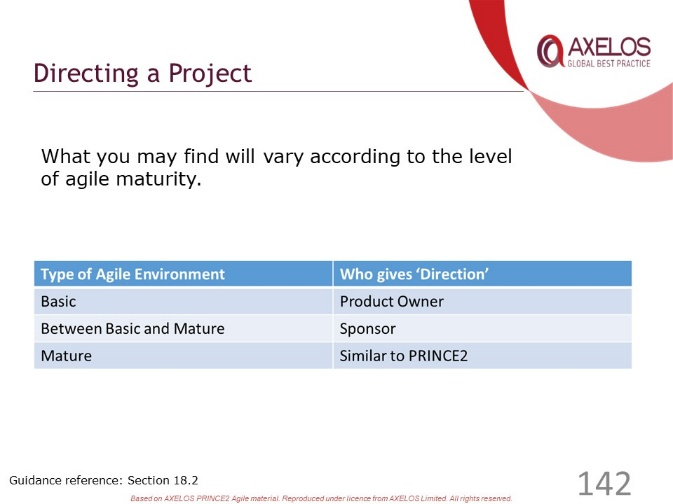 AXELOS
GLOBAL BEST PRACTICE
Directing a Project
What you may find will vary according to the level
of agile maturity.
Type of Agile Environment Who gives ‘Direction’
Basic Product Owner
Between Basic and Mature Sponsor
Mature Similar to PRINCE2
Guidance reference: Section 18.2
142
Based on AXELOS PRINCE2 Agile material. Reproduced under licence from AXELOS Limited. All rights reserved.